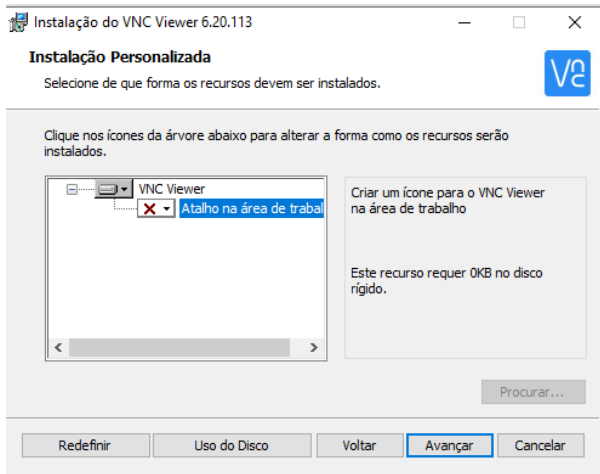 Instalação do VNC Viewer 6.20.113
Instalação Personalizada
Selecione de que forma os recursos devem ser instalados.
V2
Clique nos ícones da árvore abaixo para alterar a forma como os recursos serão
instalados.
VNC Viewer
Atalho na área de trabal
Criar um ícone para o VNC Viewer
na área de trabalho
Este recurso requer 0KB no disco
rígido.
Procurar...
Redefinir
Uso do Disco
Voltar
Avançar
Cancelar